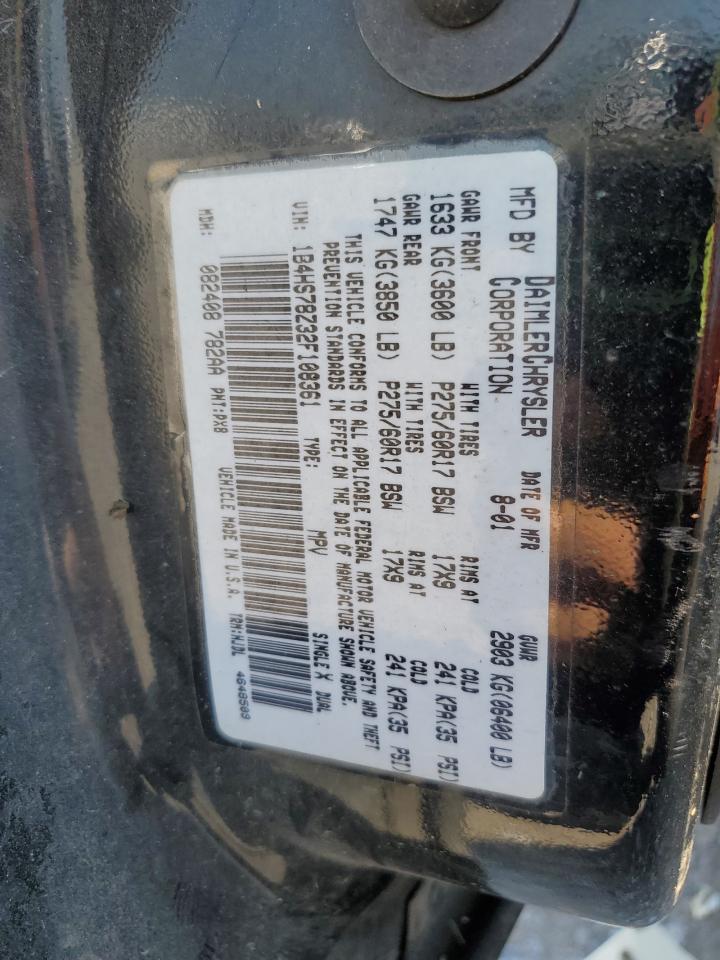 MFD BY DAIMLERCHRYSLER CORPORATION DATE OF MFR 8-01 GVWR 2903 KG(06400 LB)
GAWR FRONT WITH TIRES RIMS AT COLD
1633 KG(3600 LB) P275/60R17 BSW 17X9 241 KPA(35 PSI)
GAWR REAR WITH TIRES RIMS AT COLD
1747 KG(3850 LB) P275/60R17 BSW 17X9 241 KPA(35 PSI)
THIS VEHICLE CONFORMS TO ALL APPLICABLE FEDERAL MOTOR VEHICLE SAFETY AND THEFT
PREVENTION STANDARDS IN EFFECT ON THE DATE OF MANUFACTURE SHOWN ABOVE.
VIN: 1B4HS78Z32F108361 TYPE: MPV SINGLE X DUAL
MDH: 082408 782AA PNT:PX8 VEHICLE MADE IN U.S.A. TRM:MJDL 4648509